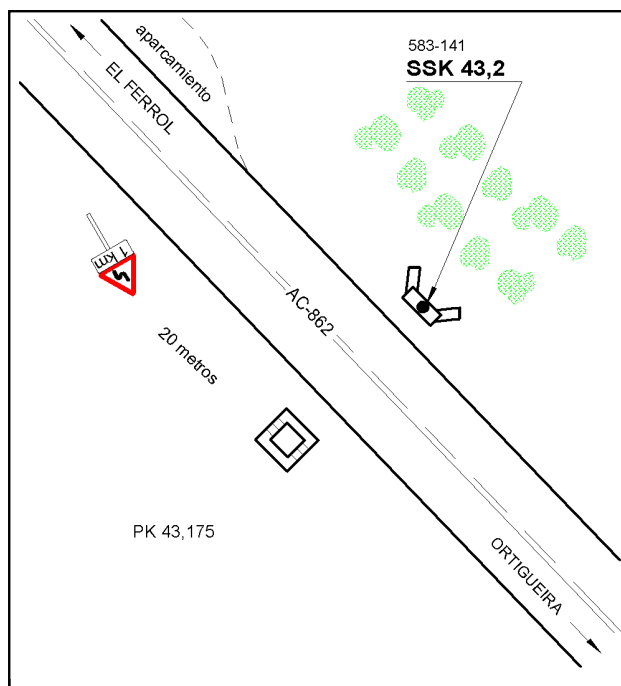 aparcamiento
EL FERROL
583-141
SSK 43,2
1 km
AC-862
20 metros
PK 43,175
ORTIGUEIRA